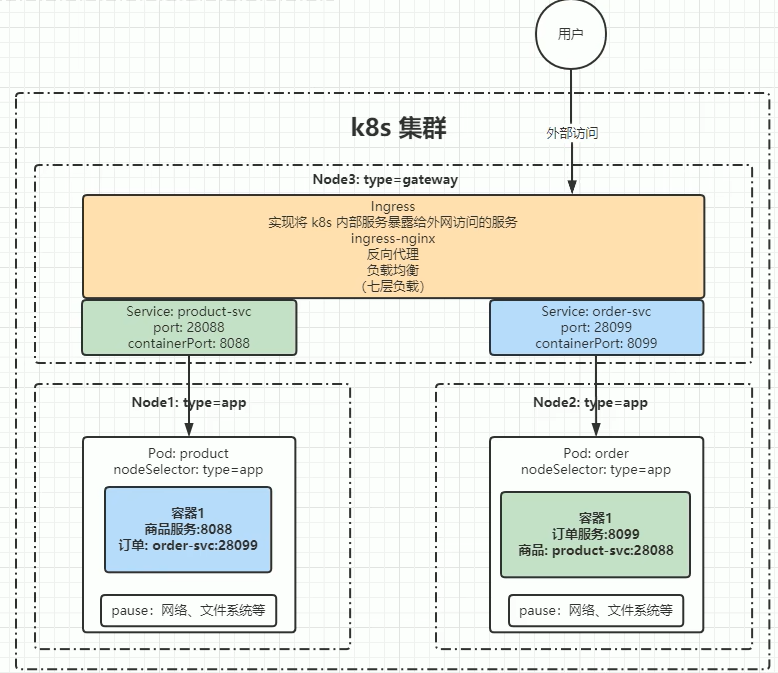 用户
k8s 集群
外部访问
Node3: type=gateway
Ingress
实现将 k8s 内部服务暴露给外网访问的服务
ingress-nginx
反向代理
负载均衡
（七层负载）
Service: product-svc
port: 28088
containerPort: 8088
Service: order-svc
port: 28099
containerPort: 8099
Node1: type=app
Pod: product
nodeSelector: type=app
容器1
商品服务:8088
订单: order-svc:28099
pause：网络、文件系统等
Node2: type=app
Pod: order
nodeSelector: type=app
容器1
订单服务:8099
商品: product-svc:28088
pause：网络、文件系统等